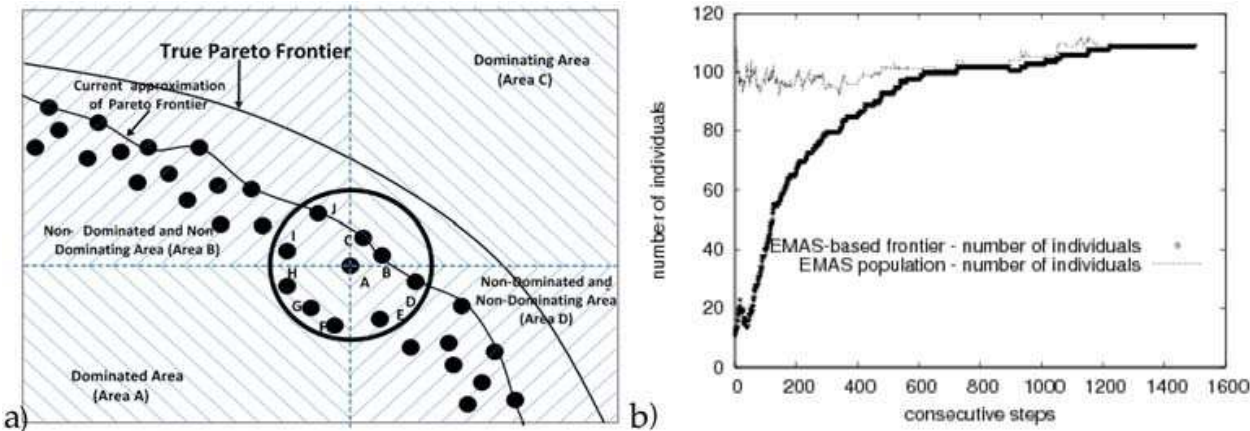 True Pareto Frontier
Dominating Area
(Area C)
Current approximation
of Pareto Frontier
Non- Dominated and Non
Dominating Area (Area B)
J
I
C
B
H
A
D
G
F
E
Non-Dominated and
Non-Dominating Area
(Area D)
Dominated Area
(Area A)
a)
120
100
80
60
40
20
0
number of individuals
EMAS-based frontier - number of individuals
EMAS population - number of individuals
0 200 400 600 800 1000 1200 1400 1600
consecutive steps
b)